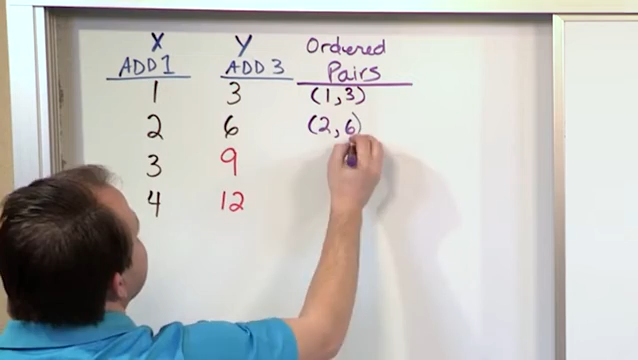 X Y Ordered
ADD 1 ADD 3 Pairs
1 3 (1,3)
2 6 (2,6)
3 9
4 12